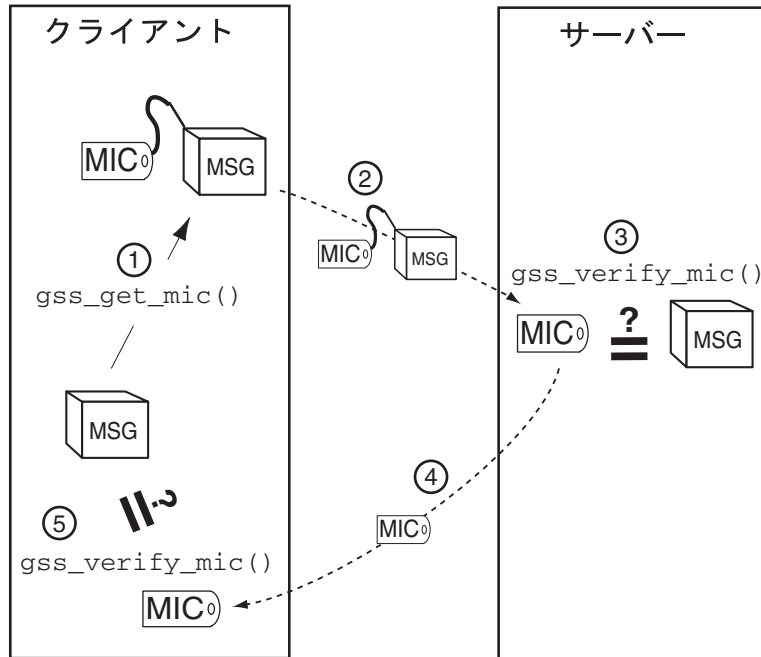 クライアント
サーバー
MIC
MSG
②
MIC
MSG
①
gss_get_mic()
③
gss_verify_mic()
MIC
?
MSG
MSG
④
MIC
?
⑤
gss_verify_mic()
MIC